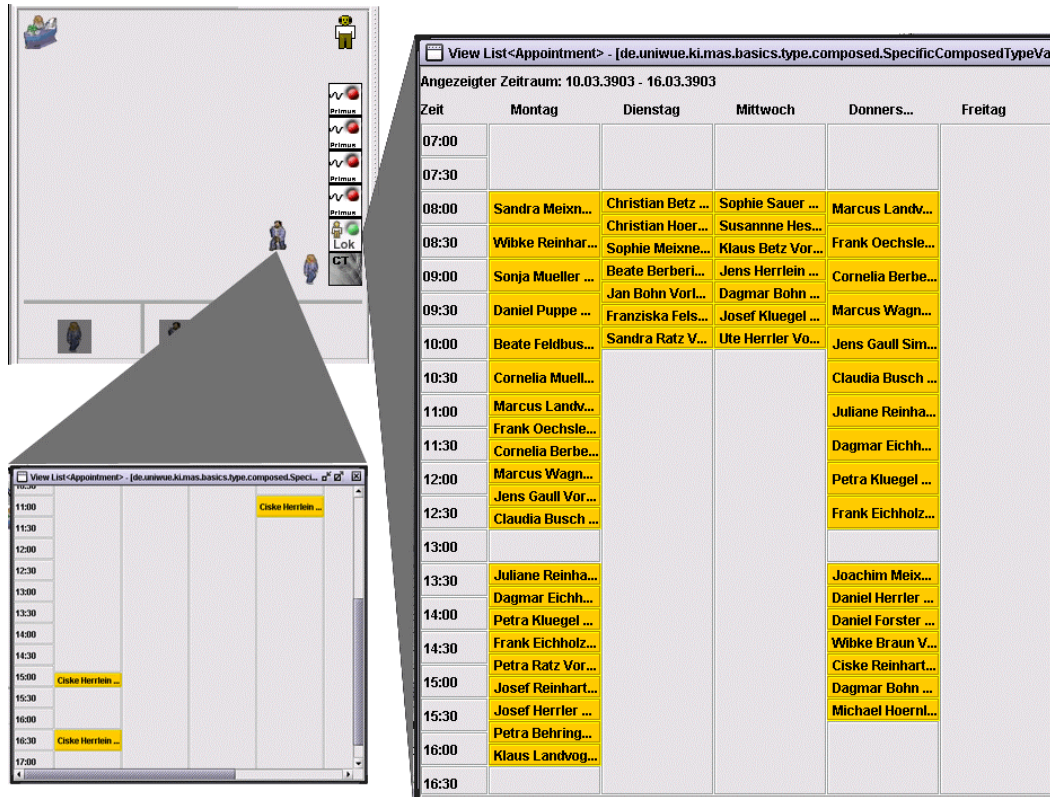 Primus
Primus
Primus
Primus
Lok
CT
View List<Appointment> - [de.uniwue.ki.mas.basics.type.composed.SpecificComposedTypeVa
Angezeigter Zeitraum: 10.03.3903 - 16.03.3903
Zeit Montag Dienstag Mittwoch Donners... Freitag
07:00
07:30
08:00
08:30
09:00
09:30
10:00
10:30
11:00
11:30
12:00
12:30
13:00
13:30
14:00
14:30
15:00
15:30
16:00
16:30
Sandra Meixn...
Wibke Reinhar...
Sonja Mueller ...
Daniel Puppe ...
Beate Feldbus...
Cornelia Muell...
Marcus Landv...
Frank Oechsle...
Cornelia Berbe...
Marcus Wagn...
Jens Gaull Vor...
Claudia Busch ...
Juliane Reinha...
Dagmar Eichh...
Petra Kluegel ...
Frank Eichholz...
Petra Ratz Vor...
Josef Reinhart...
Josef Herrler ...
Petra Behring...
Klaus Landvog...
Christian Betz ...
Christian Hoer...
Sophie Meixne...
Beate Berberi...
Jan Bohn Vorl...
Franziska Fels...
Sandra Ratz V...
Sophie Sauer ...
Susannne Hes...
Klaus Betz Vor...
Jens Herrlein ...
Dagmar Bohn ...
Josef Kluegel ...
Ute Herrler Vo...
Marcus Landv...
Frank Oechsle...
Cornelia Berbe...
Marcus Wagn...
Jens Gaull Sim...
Claudia Busch ...
Juliane Reinha...
Dagmar Eichh...
Petra Kluegel ...
Frank Eichholz...
Joachim Meix...
Daniel Herrler ...
Daniel Forster ...
Wibke Braun V...
Ciske Reinhart...
Dagmar Bohn ...
Michael Hoernl...
View List<Appointment> - [de.uniwue.ki.mas.basics.type.composed.Speci...
11:00
11:30
12:00
12:30
13:00
13:30
14:00
14:30
15:00
15:30
16:00
16:30
17:00
Ciske Herrlein ...
Ciske Herrlein ...
Ciske Herrlein ...